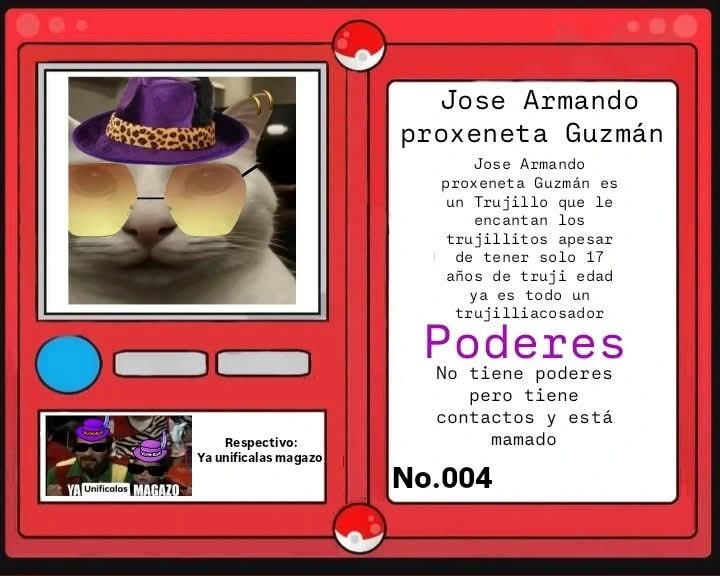 Jose Armando
proxeneta Guzmán
Jose Armando
proxeneta Guzmán es
un Trujillo que le
encantan los
trujillitos apesar
de tener solo 17
años de truji edad
ya es todo un
trujilliacosador
Poderes
No tiene poderes
pero tiene
contactos y está
mamado
No.004
Respectivo:
Ya unificalas magazo
YA Unificalas MAGAZO